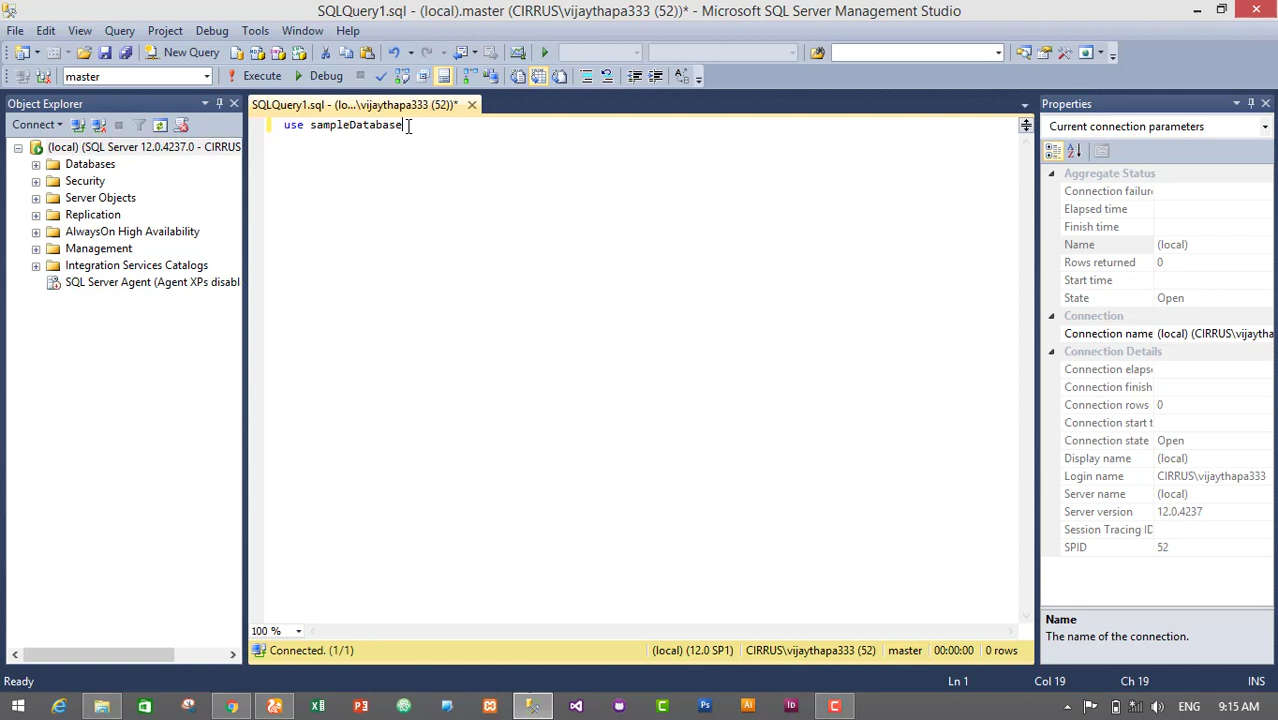 SQLQuery1.sql - (local).master (CIRRUS\vijaythapa333 (52))* - Microsoft SQL Server Management Studio
File Edit View Query Project Debug Tools Window Help
New Query
master Execute Debug
Object Explorer
SQLQuery1.sql - (lo...\vijaythapa333 (52))*
Properties
Connect
use sampleDatabase
Current connection parameters
(local) (SQL Server 12.0.4237.0 - CIRRUS
Databases
Security
Server Objects
Replication
AlwaysOn High Availability
Management
Integration Services Catalogs
SQL Server Agent (Agent XPs disabl
Aggregate Status
Connection failure
Elapsed time
Finish time
Name (local)
Rows returned 0
Start time
State Open
Connection
Connection name (local) (CIRRUS\vijaytha
Connection Details
Connection elaps
Connection finish
Connection rows 0
Connection start t
Connection state Open
Display name (local)
Login name CIRRUS\vijaythapa333
Server name (local)
Server version 12.0.4237
Session Tracing ID
SPID 52
Name
The name of the connection.
100 %
Connected. (1/1) (local) (12.0 SP1) CIRRUS\vijaythapa333 (52) master 00:00:00 0 rows
Ready Ln 1 Col 19 Ch 19 INS
ENG 9:15 AM